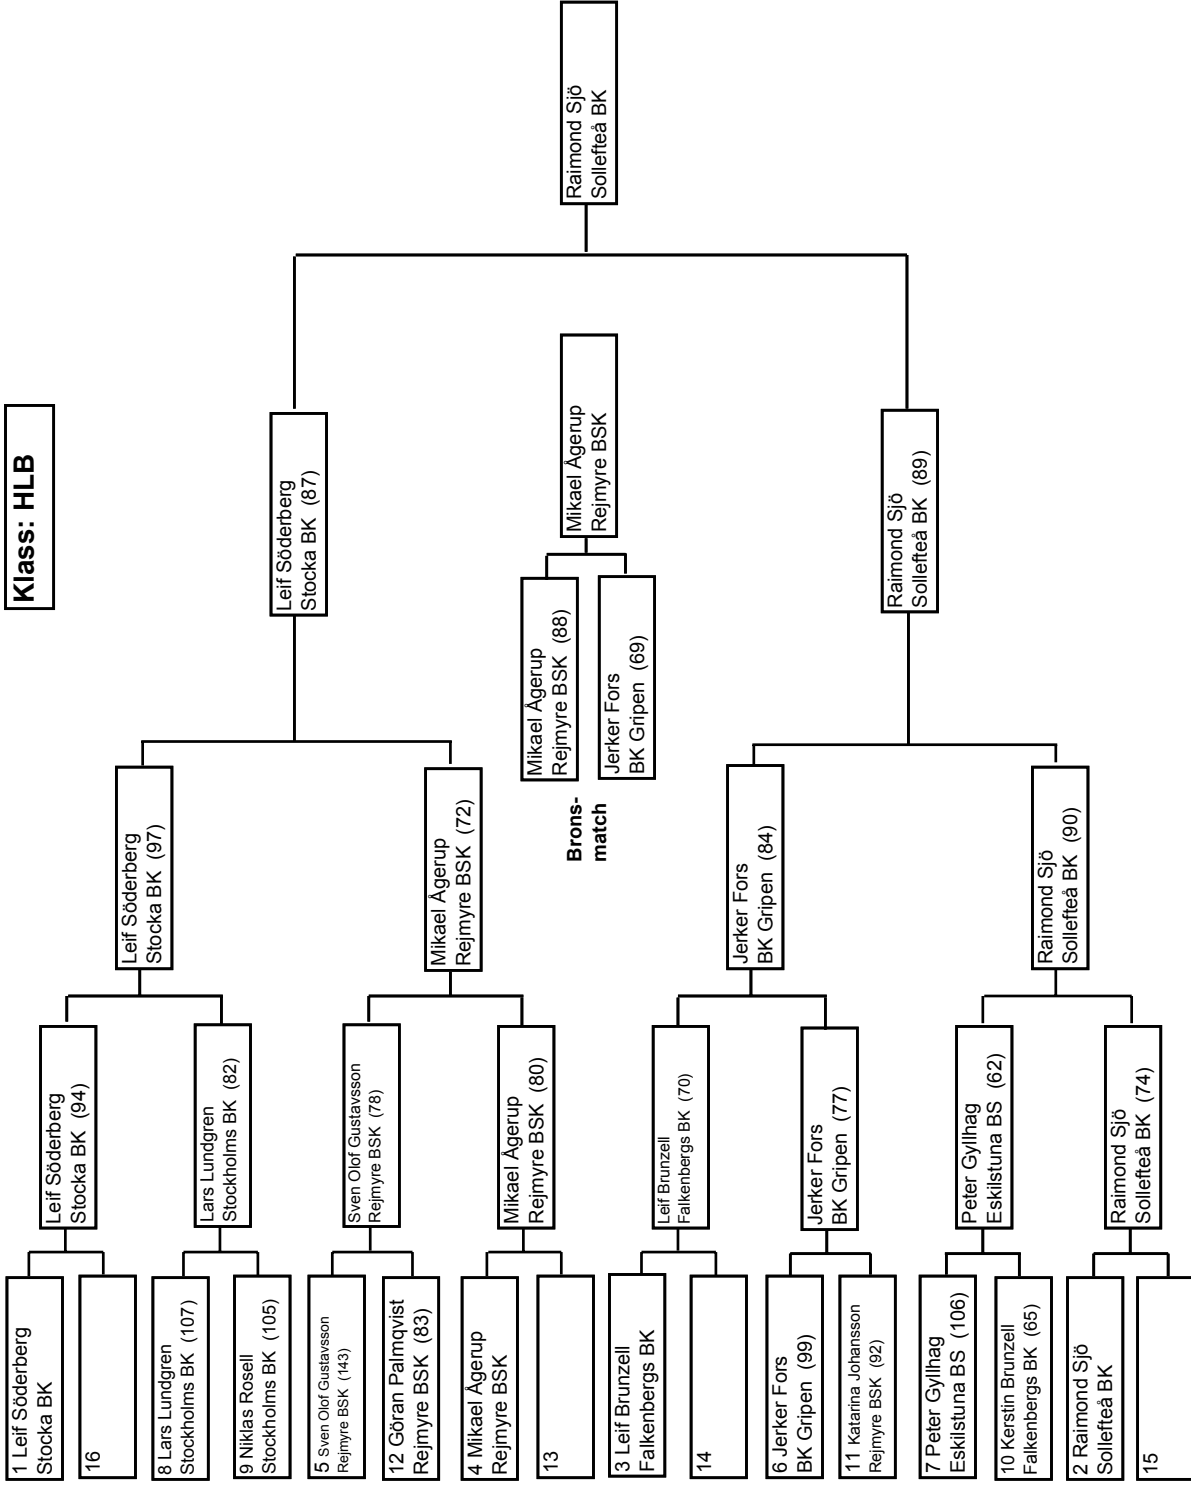 Klass: HLB
1 Leif Söderberg
Stocka BK
16
8 Lars Lundgren
Stockholms BK (107)
9 Niklas Rosell
Stockholms BK (105)
5 Sven Olof Gustavsson
Rejmyre BSK (143)
12 Göran Palmqvist
Rejmyre BSK (83)
4 Mikael Ågerup
Rejmyre BSK
13
3 Leif Brunzell
Falkenbergs BK
14
6 Jerker Fors
BK Gripen (99)
11 Katarina Johansson
Rejmyre BSK (92)
7 Peter Gyllhag
Eskilstuna BS (106)
10 Kerstin Brunzell
Falkenbergs BK (65)
2 Raimond Sjö
Sollefteå BK
15
Leif Söderberg
Stocka BK (94)
Lars Lundgren
Stockholms BK (82)
Sven Olof Gustavsson
Rejmyre BSK (78)
Mikael Ågerup
Rejmyre BSK (80)
Leif Brunzell
Falkenbergs BK (70)
Jerker Fors
BK Gripen (77)
Peter Gyllhag
Eskilstuna BS (62)
Raimond Sjö
Sollefteå BK (74)
Leif Söderberg
Stocka BK (97)
Mikael Ågerup
Rejmyre BSK (72)
Jerker Fors
BK Gripen (84)
Raimond Sjö
Sollefteå BK (90)
Brons-
match
Mikael Ågerup
Rejmyre BSK (88)
Jerker Fors
BK Gripen (69)
Mikael Ågerup
Rejmyre BSK
Leif Söderberg
Stocka BK (87)
Raimond Sjö
Sollefteå BK (89)
Raimond Sjö
Sollefteå BK